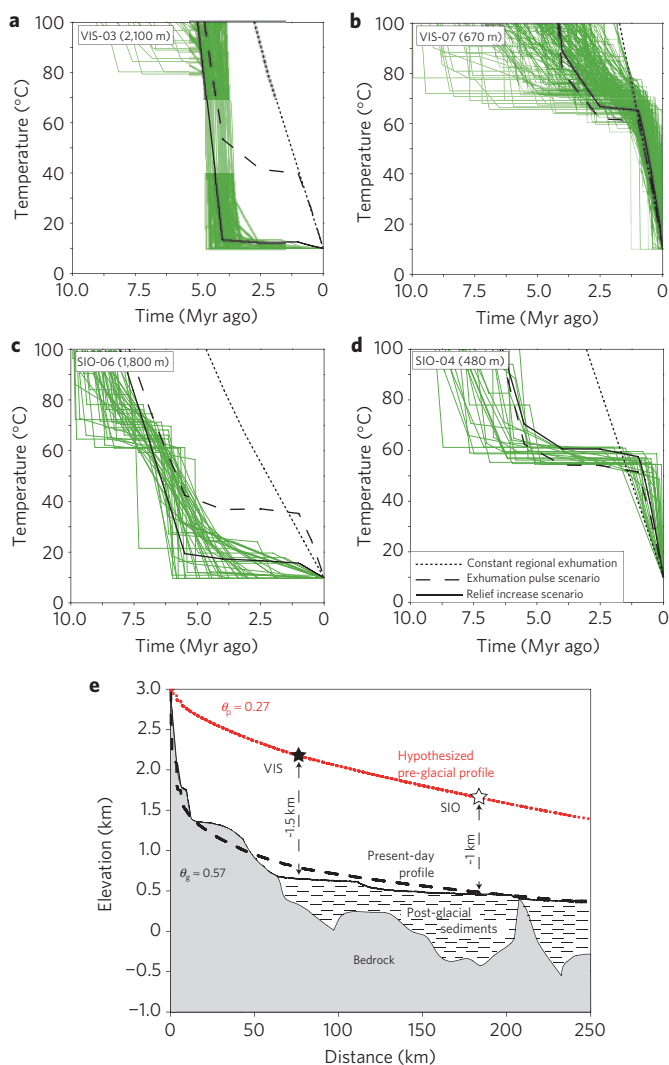 a
VIS-03 (2,100 m)
Temperature (°C)
100
80
60
40
20
0
10.0 7.5 5.0 2.5 0
Time (Myr ago)
b
VIS-07 (670 m)
Temperature (°C)
100
80
60
40
20
0
10.0 7.5 5.0 2.5 0
Time (Myr ago)
c
SIO-06 (1,800 m)
Temperature (°C)
100
80
60
40
20
0
10.0 7.5 5.0 2.5 0
Time (Myr ago)
d
SIO-04 (480 m)
Temperature (°C)
100
80
60
40
20
0
Constant regional exhumation
Exhumation pulse scenario
Relief increase scenario
10.0 7.5 5.0 2.5 0
Time (Myr ago)
e
Elevation (km)
3.0
2.5
2.0
1.5
1.0
0.5
0
−0.5
−1.0
θp = 0.27
VIS
Hypothesized
pre-glacial profile
SIO
~1.5 km
~1 km
Present-day
profile
θg = 0.57
Post-glacial
sediments
Bedrock
0 50 100 150 200 250
Distance (km)